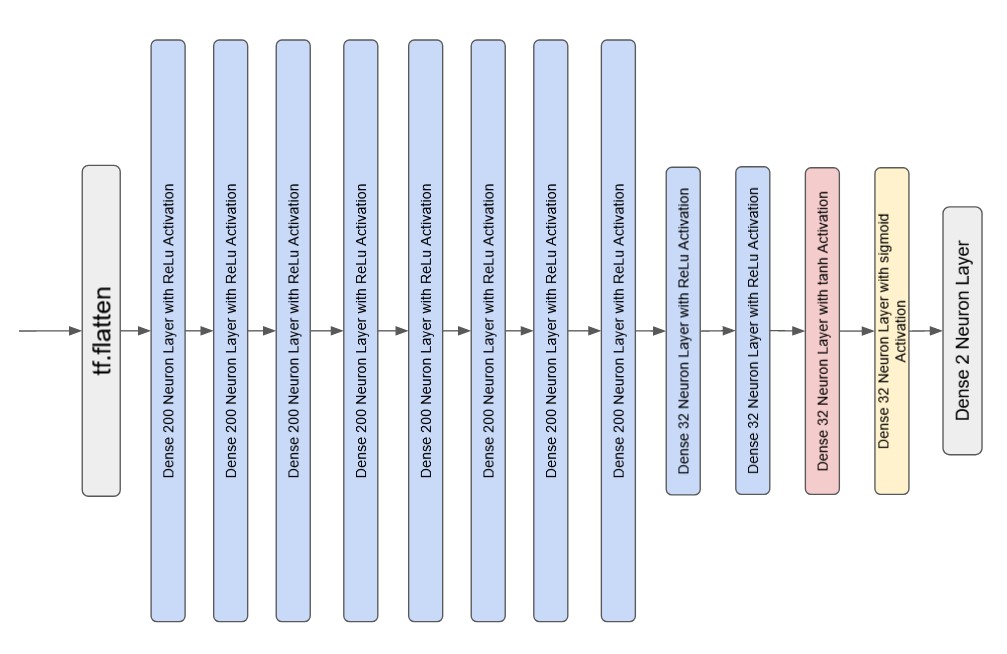 tf.flatten
Dense 200 Neuron Layer with ReLu Activation
Dense 200 Neuron Layer with ReLu Activation
Dense 200 Neuron Layer with ReLu Activation
Dense 200 Neuron Layer with ReLu Activation
Dense 200 Neuron Layer with ReLu Activation
Dense 200 Neuron Layer with ReLu Activation
Dense 200 Neuron Layer with ReLu Activation
Dense 200 Neuron Layer with ReLu Activation
Dense 32 Neuron Layer with ReLu Activation
Dense 32 Neuron Layer with ReLu Activation
Dense 32 Neuron Layer with tanh Activation
Dense 32 Neuron Layer with sigmoid
Activation
Dense 2 Neuron Layer